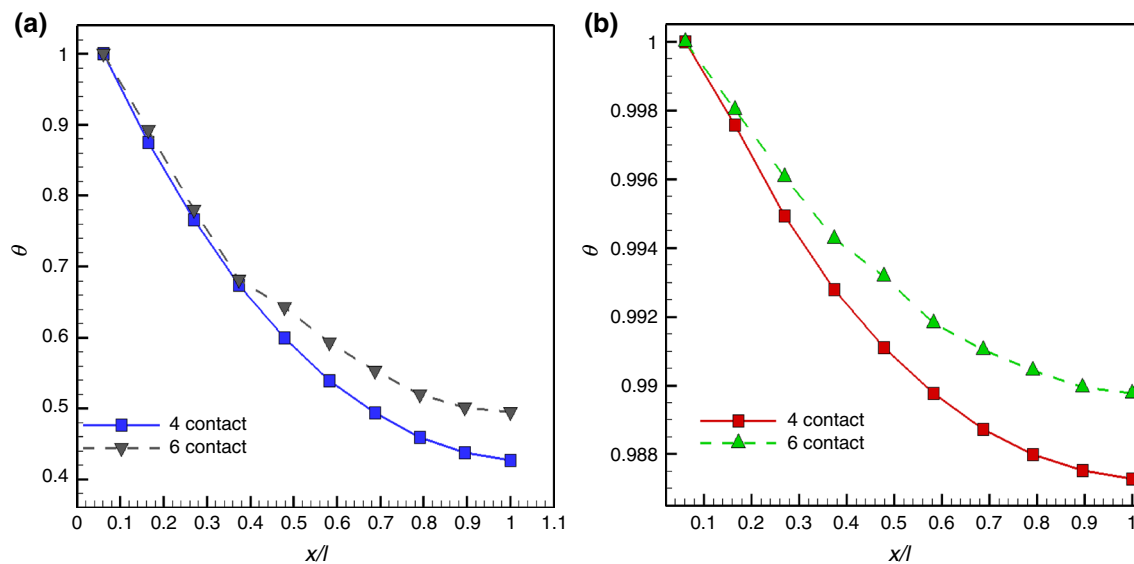 (a)
1
0.9
0.8
0.7
0.6
0.5
0.4
θ
4 contact
6 contact
0 0.1 0.2 0.3 0.4 0.5 0.6 0.7 0.8 0.9 1 1.1
x/l
(b)
1
0.998
0.996
0.994
0.992
0.99
0.988
θ
4 contact
6 contact
0.1 0.2 0.3 0.4 0.5 0.6 0.7 0.8 0.9 1
x/l